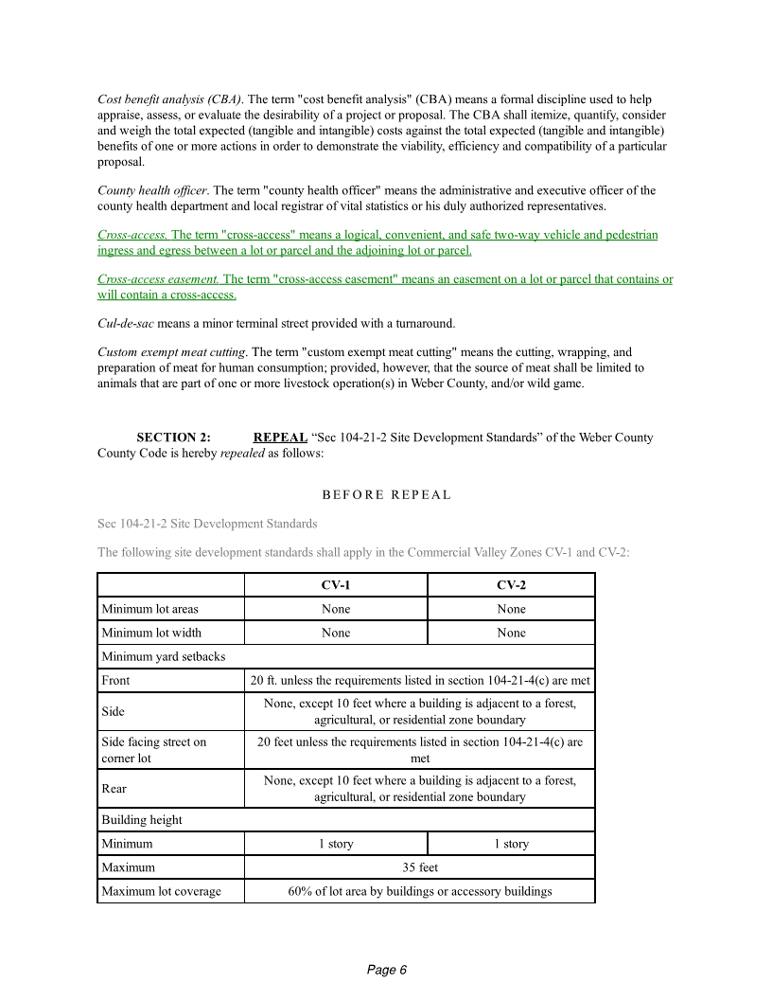 Cost benefit analysis (CBA). The term "cost benefit analysis" (CBA) means a formal discipline used to help
appraise, assess, or evaluate the desirability of a project or proposal. The CBA shall itemize, quantify, consider
and weigh the total expected (tangible and intangible) costs against the total expected (tangible and intangible)
benefits of one or more actions in order to demonstrate the viability, efficiency and compatibility of a particular
proposal.
County health officer. The term "county health officer" means the administrative and executive officer of the
county health department and local registrar of vital statistics or his duly authorized representatives.
Cross-access. The term "cross-access" means a logical, convenient, and safe two-way vehicle and pedestrian
ingress and egress between a lot or parcel and the adjoining lot or parcel.
Cross-access easement. The term "cross-access easement" means an easement on a lot or parcel that contains or
will contain a cross-access.
Cul-de-sac means a minor terminal street provided with a turnaround.
Custom exempt meat cutting. The term "custom exempt meat cutting" means the cutting, wrapping, and
preparation of meat for human consumption; provided, however, that the source of meat shall be limited to
animals that are part of one or more livestock operation(s) in Weber County, and/or wild game.
SECTION 2: REPEAL “Sec 104-21-2 Site Development Standards” of the Weber County
County Code is hereby repealed as follows:
BEFORE REPEAL
Sec 104-21-2 Site Development Standards
The following site development standards shall apply in the Commercial Valley Zones CV-1 and CV-2:
CV-1 CV-2
Minimum lot areas None None
Minimum lot width None None
Minimum yard setbacks
Front 20 ft. unless the requirements listed in section 104-21-4(c) are met
Side None, except 10 feet where a building is adjacent to a forest,
agricultural, or residential zone boundary
Side facing street on
corner lot
20 feet unless the requirements listed in section 104-21-4(c) are
met
Rear None, except 10 feet where a building is adjacent to a forest,
agricultural, or residential zone boundary
Building height
Minimum 1 story 1 story
Maximum 35 feet
Maximum lot coverage 60% of lot area by buildings or accessory buildings
Page 6